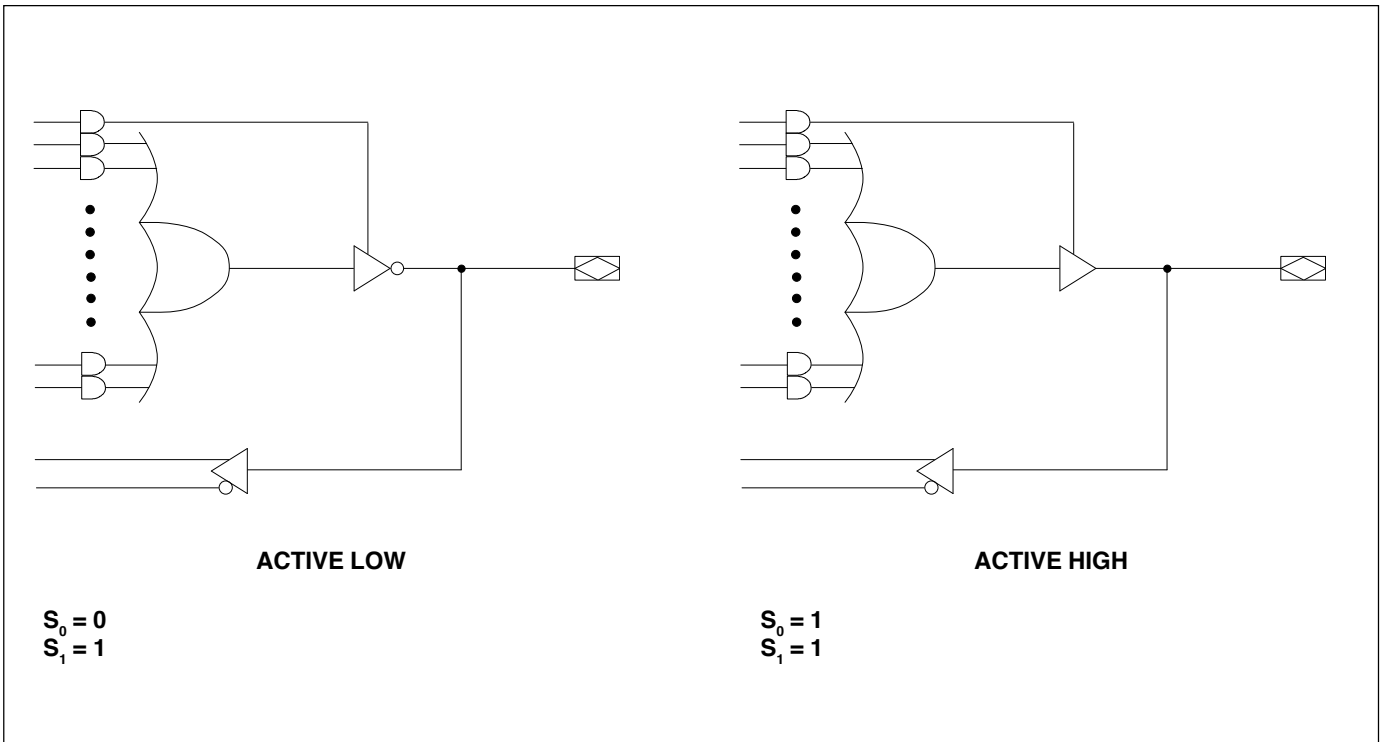 ACTIVE LOW
S₀ = 0
S₁ = 1
ACTIVE HIGH
S₀ = 1
S₁ = 1